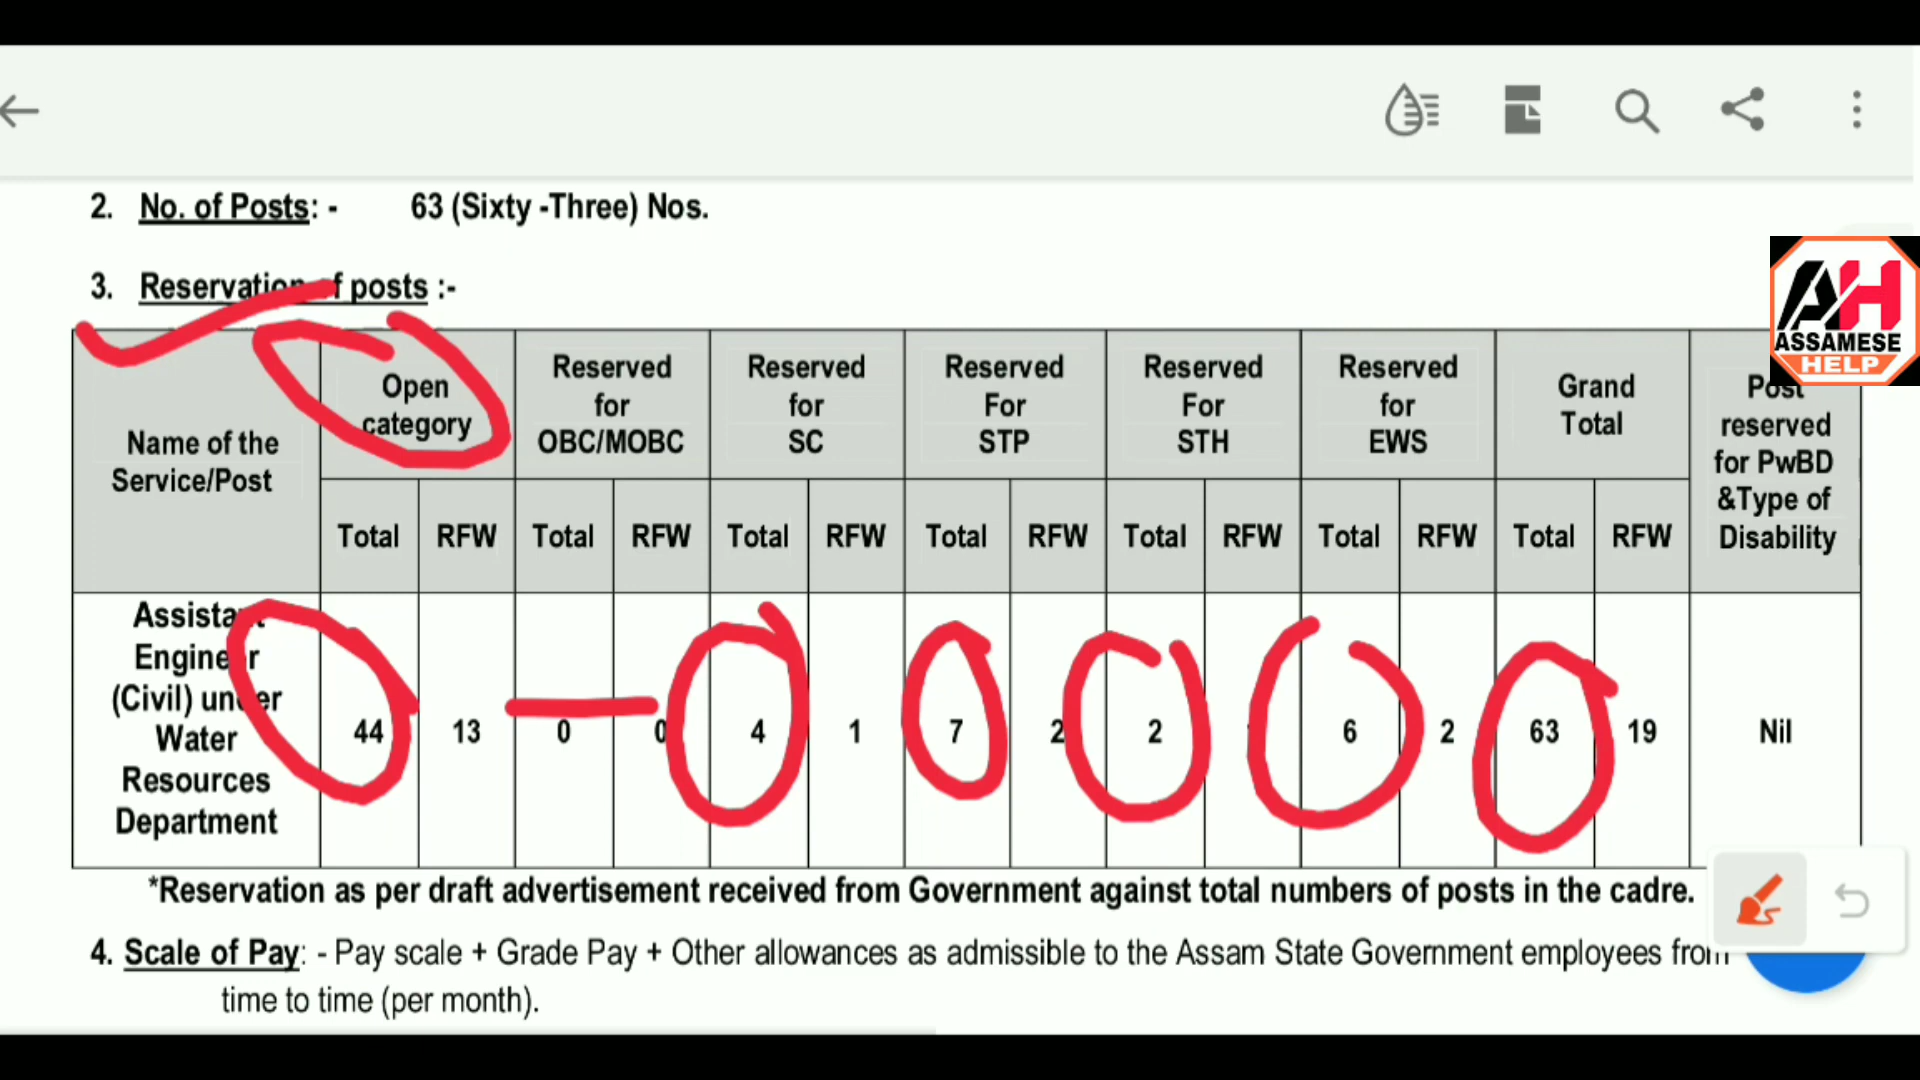 2. No. of Posts: - 63 (Sixty -Three) Nos.
3. Reservation of posts :-
ASSAMESE
HELP
Name of the
Service/Post
Open
category
Reserved
for
OBC/MOBC
Reserved
for
SC
Reserved
For
STP
Reserved
For
STH
Reserved
for
EWS
Grand
Total
Post
reserved
for PwBD
&Type of
Disability
Total RFW Total RFW Total RFW Total RFW Total RFW Total RFW Total RFW
Assistant
Engineer
(Civil) under
Water
Resources
Department
44 13 0 0 4 1 7 2 2 6 2 63 19 Nil
*Reservation as per draft advertisement received from Government against total numbers of posts in the cadre.
4. Scale of Pay: - Pay scale + Grade Pay + Other allowances as admissible to the Assam State Government employees from
time to time (per month).